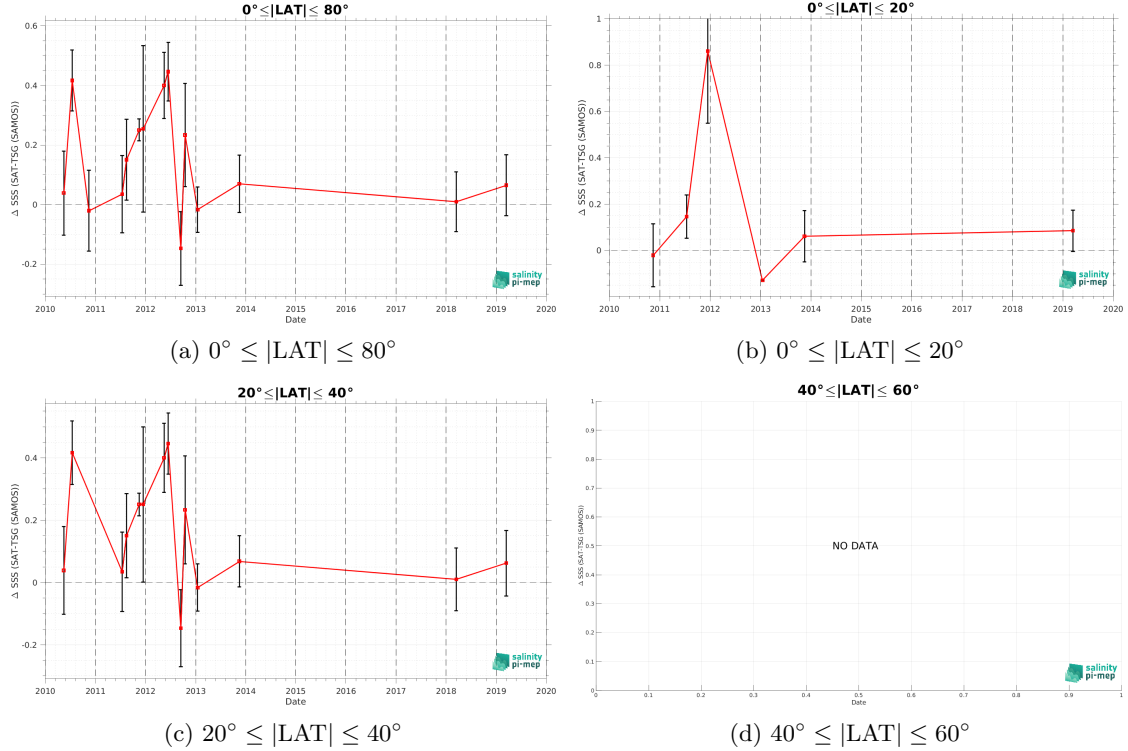 0°≤|LAT|≤ 80°
Δ SSS (SAT-TSG (SAMOS))
0.6
0.4
0.2
0
-0.2
2010 2011 2012 2013 2014 2015 2016 2017 2018 2019 2020
Date
salinity
pi-mep
(a) 0° ≤ |LAT| ≤ 80°
0°≤|LAT|≤ 20°
Δ SSS (SAT-TSG (SAMOS))
1
0.8
0.6
0.4
0.2
0
2010 2011 2012 2013 2014 2015 2016 2017 2018 2019 2020
Date
salinity
pi-mep
(b) 0° ≤ |LAT| ≤ 20°
20°≤|LAT|≤ 40°
Δ SSS (SAT-TSG (SAMOS))
0.4
0.2
0
-0.2
2010 2011 2012 2013 2014 2015 2016 2017 2018 2019 2020
Date
salinity
pi-mep
(c) 20° ≤ |LAT| ≤ 40°
40°≤|LAT|≤ 60°
Δ SSS (SAT-TSG (SAMOS))
1
0.9
0.8
0.7
0.6
0.5
0.4
0.3
0.2
0.1
0
NO DATA
0 0.1 0.2 0.3 0.4 0.5 0.6 0.7 0.8 0.9 1
Date
salinity
pi-mep
(d) 40° ≤ |LAT| ≤ 60°